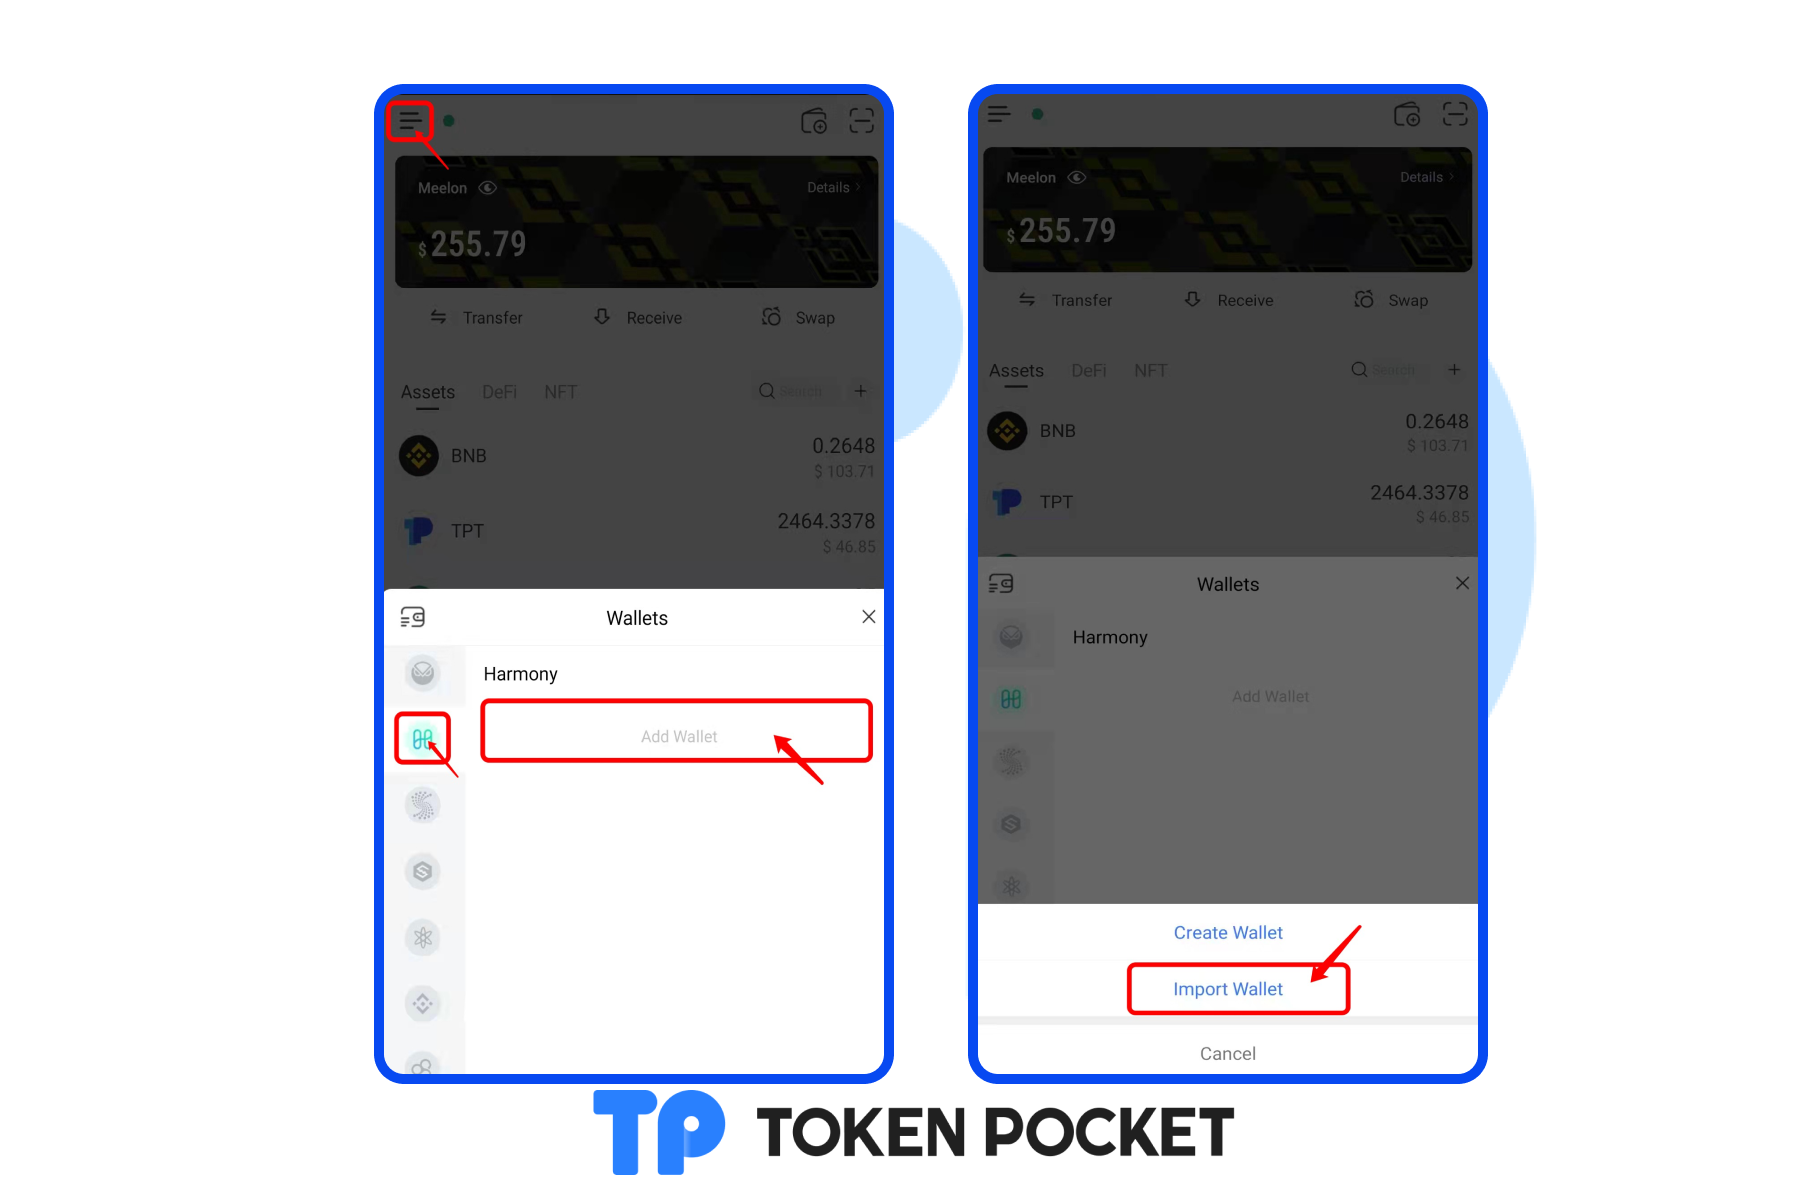 Meelon
Details
$ 255.79
Transfer
Receive
Swap
Assets
DeFi
NFT
Search
BNB
0.2648
$ 103.71
TPT
2464.3378
$ 46.85
Wallets
Harmony
Add Wallet
Meelon
Details
$ 255.79
Transfer
Receive
Swap
Assets
DeFi
NFT
Search
BNB
0.2648
$ 103.71
TPT
2464.3378
$ 46.85
Wallets
Harmony
Add Wallet
Create Wallet
Import Wallet
Cancel
TP TOKEN POCKET